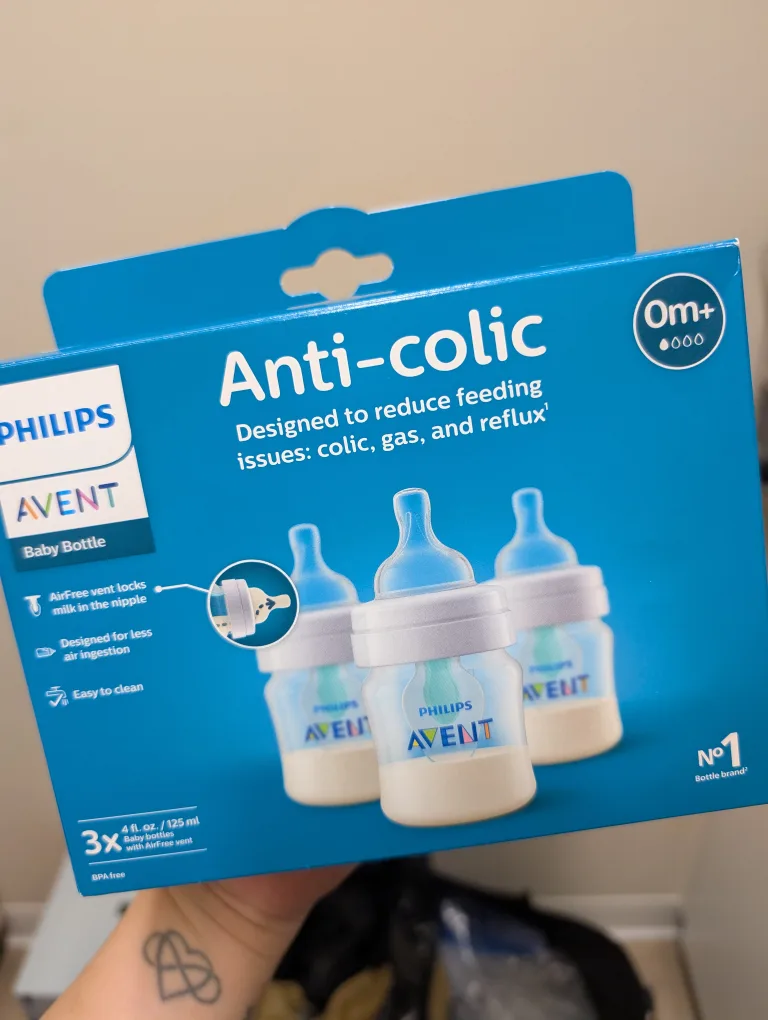 Anti-colic
Designed to reduce feeding
issues: colic, gas, and reflux¹
0m+
PHILIPS
AVENT
Baby Bottle
AirFree vent locks
milk in the nipple
Designed for less
air ingestion
Easy to clean
PHILIPS
AVENT
PHILIPS
AVENT
PHILIPS
AVENT
3x
4 fl. oz. / 125 ml
Baby bottles
with AirFree vent
BPA free
Nº1
Bottle brand²